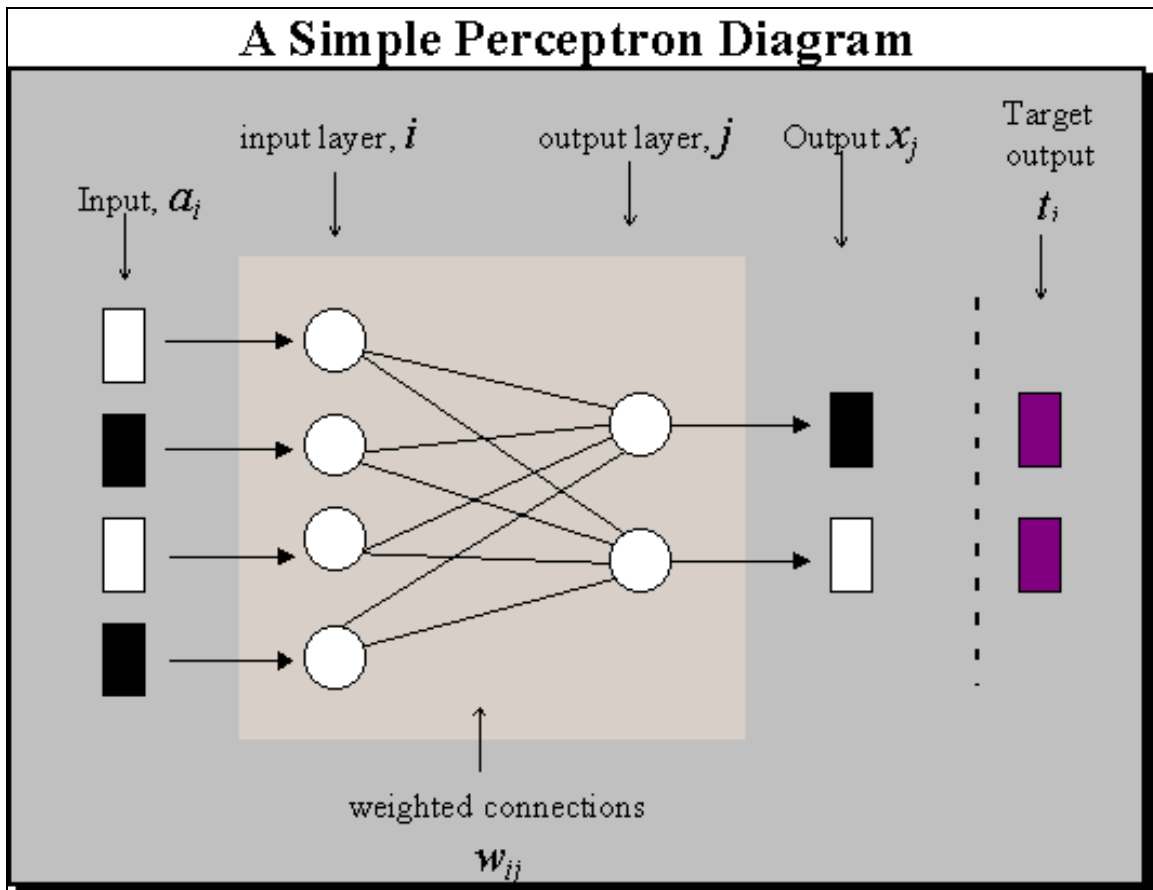 A Simple Perceptron Diagram
input layer, i
output layer, j
Output xj
Target
output
ti
Input, ai
weighted connections
wij